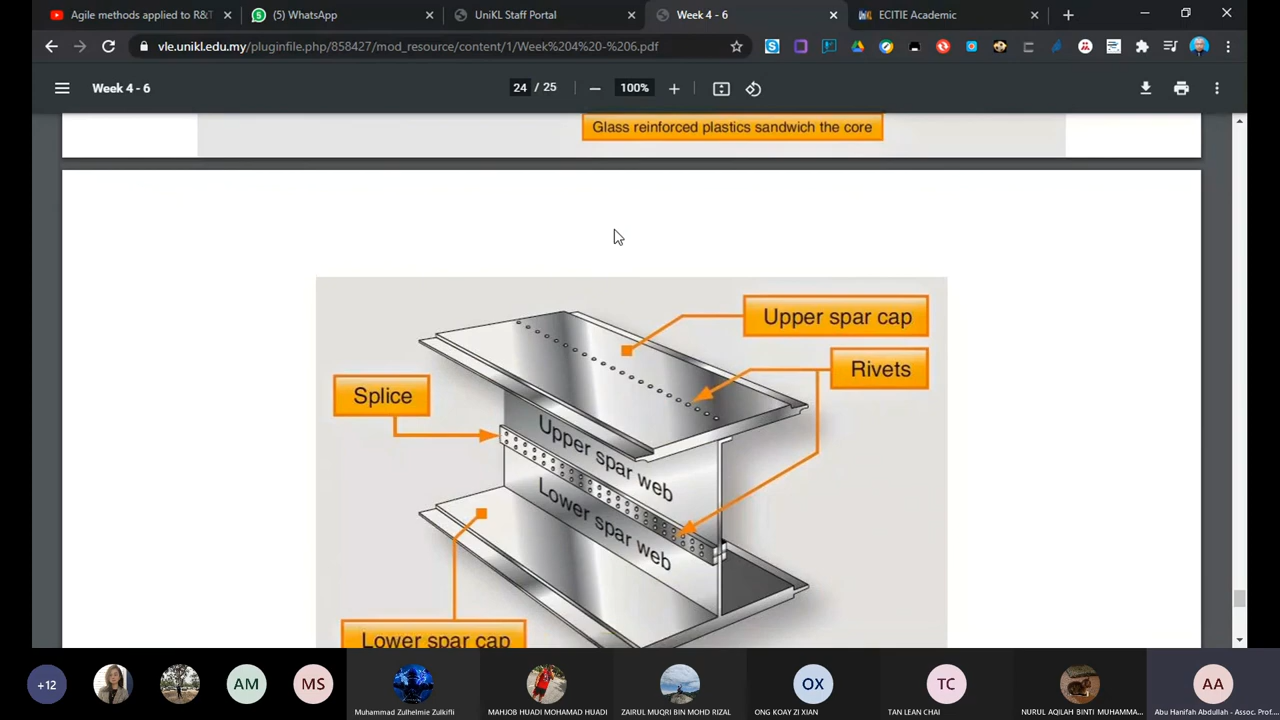 Agile methods applied to R&T
(5) WhatsApp
UniKL Staff Portal
Week 4 - 6
ECITIE Academic
vle.unikl.edu.my/pluginfile.php/858427/mod_resource/content/1/Week%204%20-%206.pdf
Week 4 - 6
24 / 25
100%
Glass reinforced plastics sandwich the core
Upper spar cap
Rivets
Splice
Upper spar web
Lower spar web
Lower spar cap
+12
AM
MS
OX
TC
AA
Muhammad Zulhelmie Zulkifli
MAHJOB HUADI MOHAMAD HUADI
ZAIRUL MUQRI BIN MOHD RIZAL
ONG KOAY ZI XIAN
TAN LEAN CHAI
NURUL AQILAH BINTI MUHAMMA...
Abu Hanifah Abdullah - Assoc. Prof...